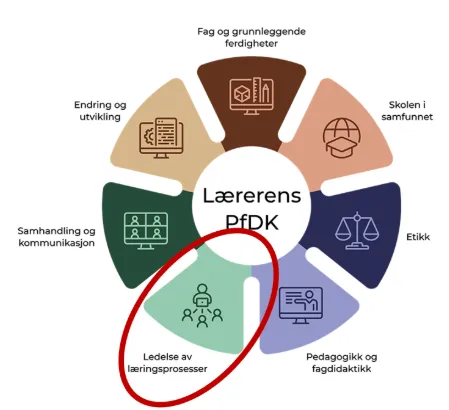 Fag og grunnleggende
ferdigheter
Endring og
utvikling
Skolen i
samfunnet
Lærerens
PfDK
Samhandling og
kommunikasjon
Etikk
Ledelse av
læringsprosesser
Pedagogikk og
fagdidaktikk